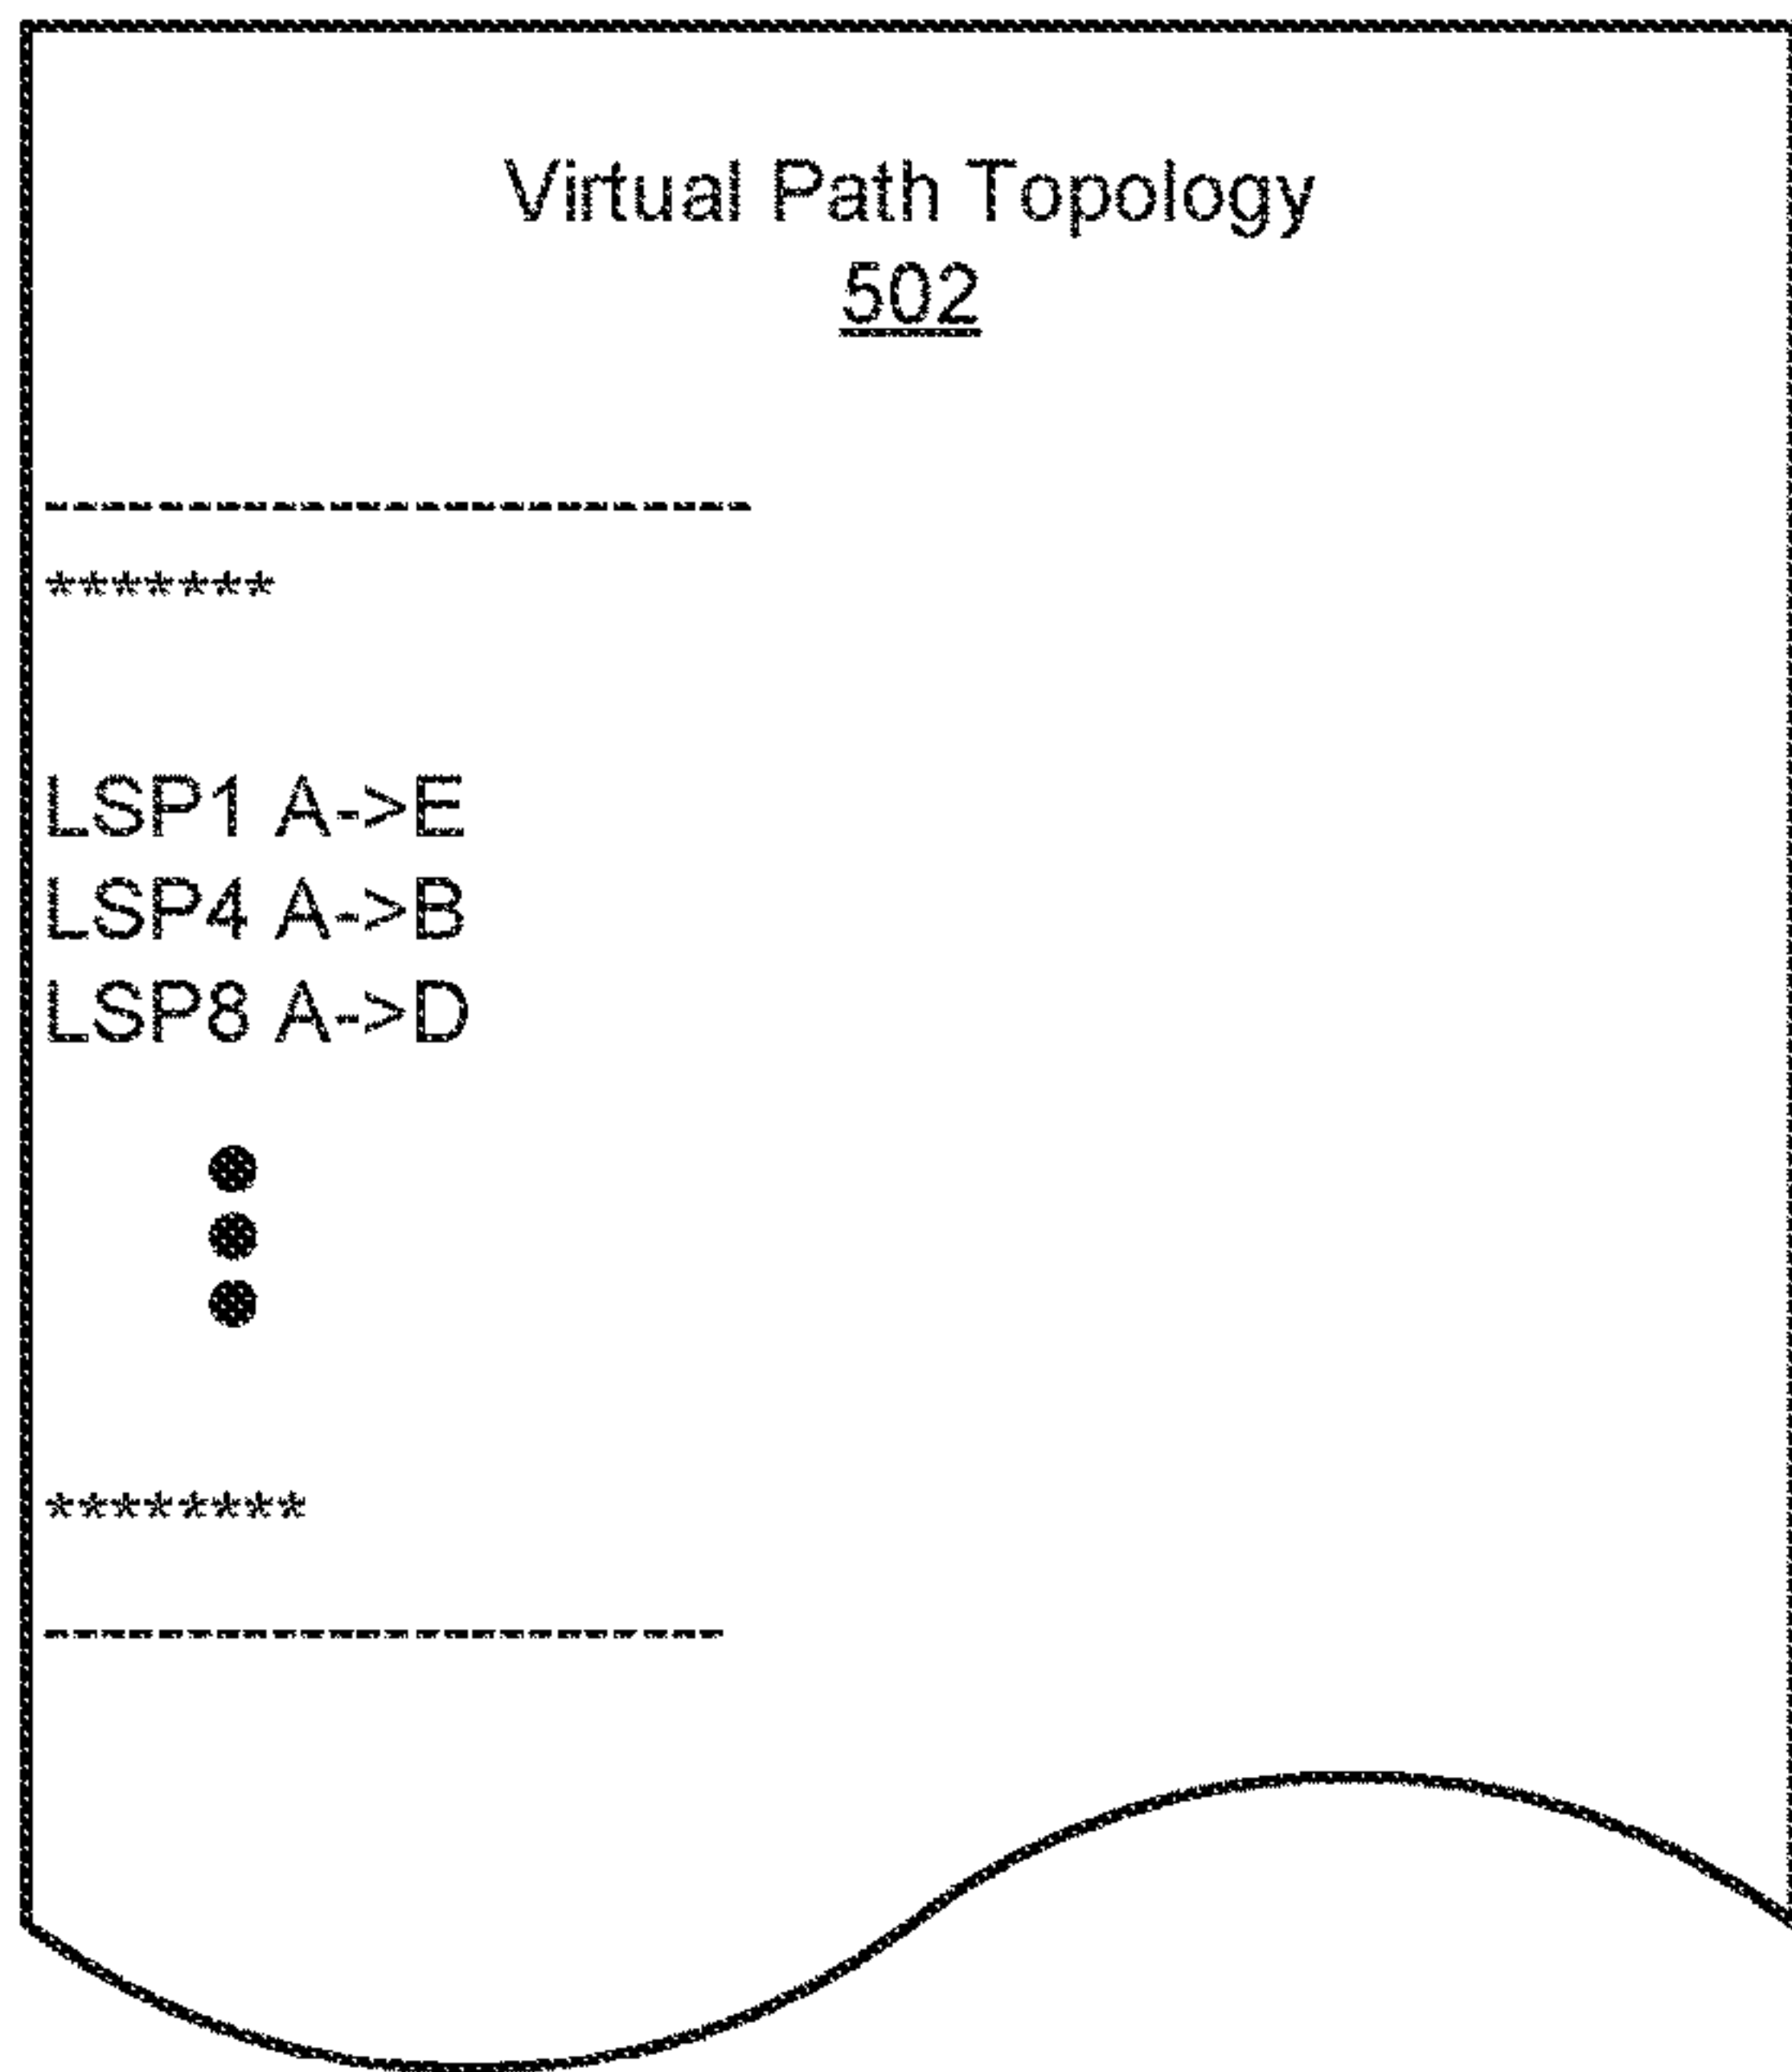 Virtual Path Topology
502
-------------------------
*******
LSP1 A->E
LSP4 A->B
LSP8 A->D
********
------------------------